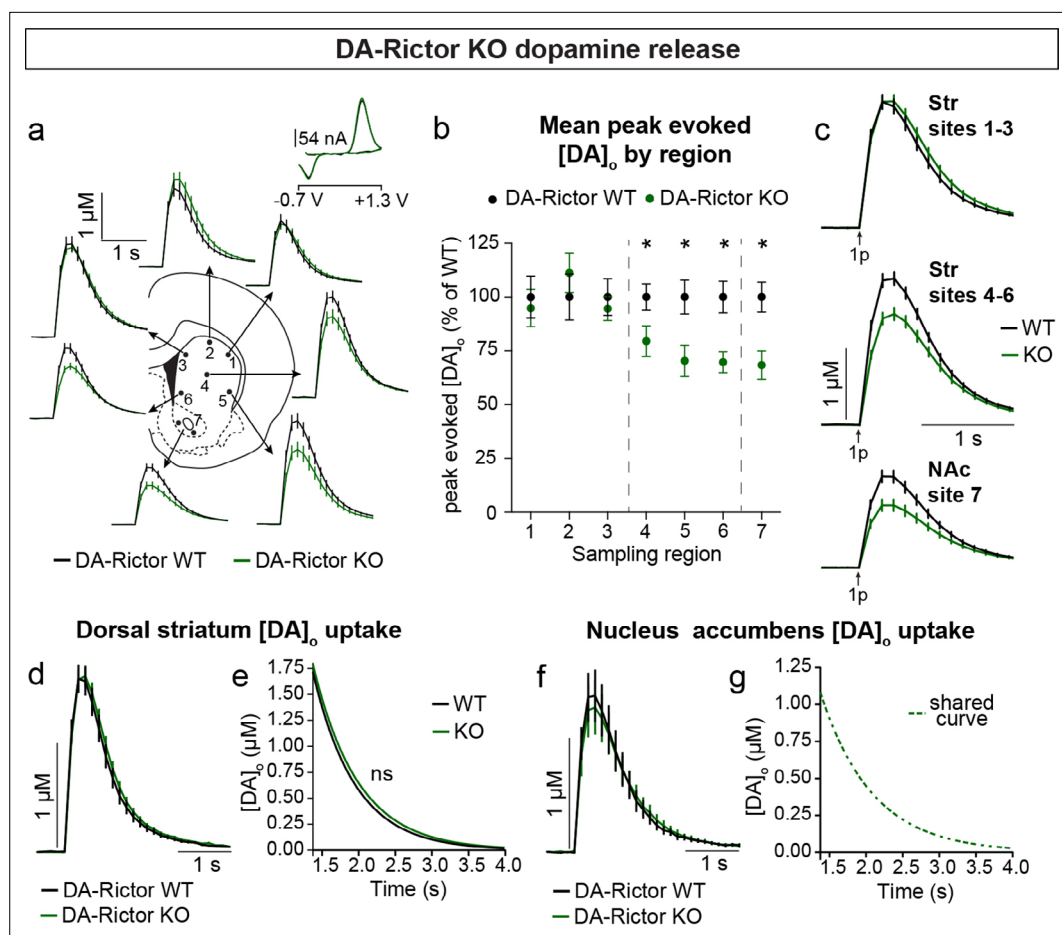 DA-Rictor KO dopamine release
a
54 nA
-0.7 V
+1.3 V
1 µM
1 s
1
2
3
4
5
6
7
DA-Rictor WT
DA-Rictor KO
b
Mean peak evoked
[DA]ₒ by region
DA-Rictor WT
DA-Rictor KO
peak evoked [DA]ₒ (% of WT)
125
100
75
50
25
0
* * * *
1 2 3 4 5 6 7
Sampling region
c
Str
sites 1-3
1p
Str
sites 4-6
WT
KO
1 µM
1 s
1p
NAc
site 7
1p
Dorsal striatum [DA]ₒ uptake
d
1 µM
1 s
DA-Rictor WT
DA-Rictor KO
e
[DA]ₒ (µM)
1.75
1.50
1.25
1.00
0.75
0.50
0.25
0.00
WT
KO
ns
1.5 2.0 2.5 3.0 3.5 4.0
Time (s)
Nucleus accumbens [DA]ₒ uptake
f
1 µM
1 s
DA-Rictor WT
DA-Rictor KO
g
[DA]ₒ (µM)
1.25
1.00
0.75
0.50
0.25
0.00
shared
curve
1.5 2.0 2.5 3.0 3.5 4.0
Time (s)